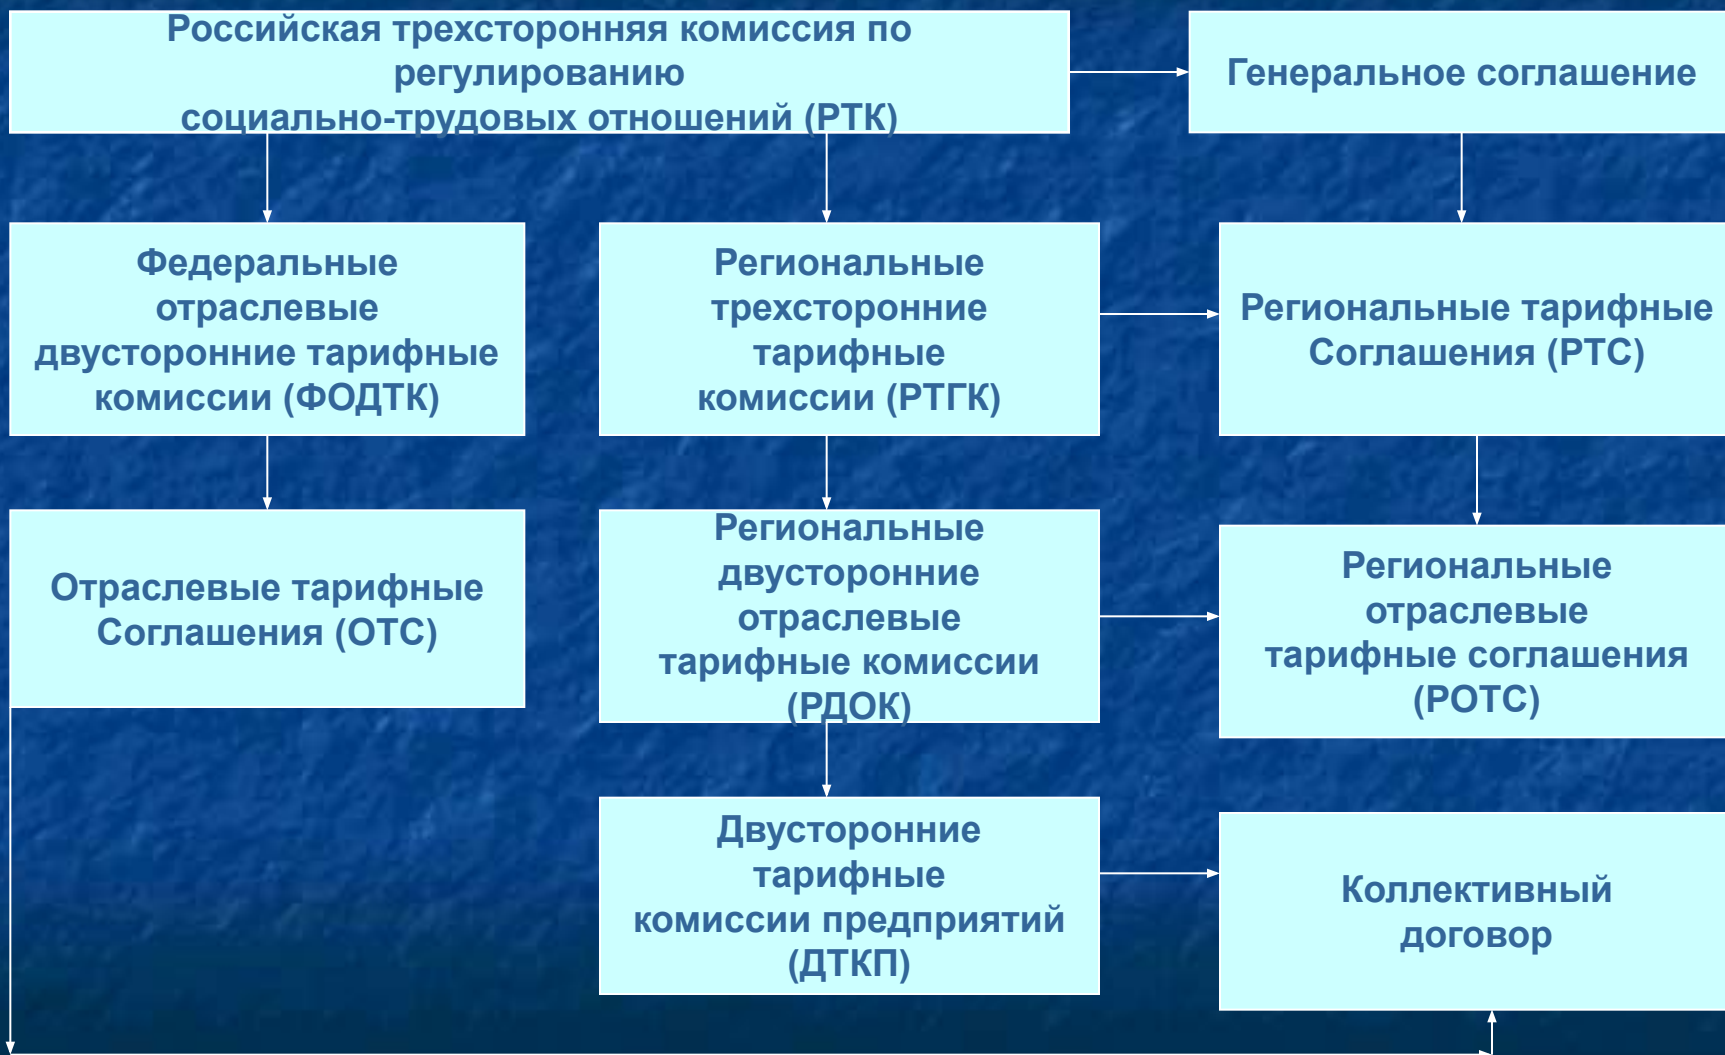 Российская трехсторонняя комиссия по
регулированию
социально-трудовых отношений (РТК)
Генеральное соглашение
Федеральные
отраслевые
двусторонние тарифные
комиссии (ФОДТК)
Региональные
трехсторонние
тарифные
комиссии (РТГК)
Региональные тарифные
Соглашения (РТС)
Отраслевые тарифные
Соглашения (ОТС)
Региональные
двусторонние
отраслевые
тарифные комиссии
(РДОК)
Региональные
отраслевые
тарифные соглашения
(РОТС)
Двусторонние
тарифные
комиссии предприятий
(ДТКП)
Коллективный
договор